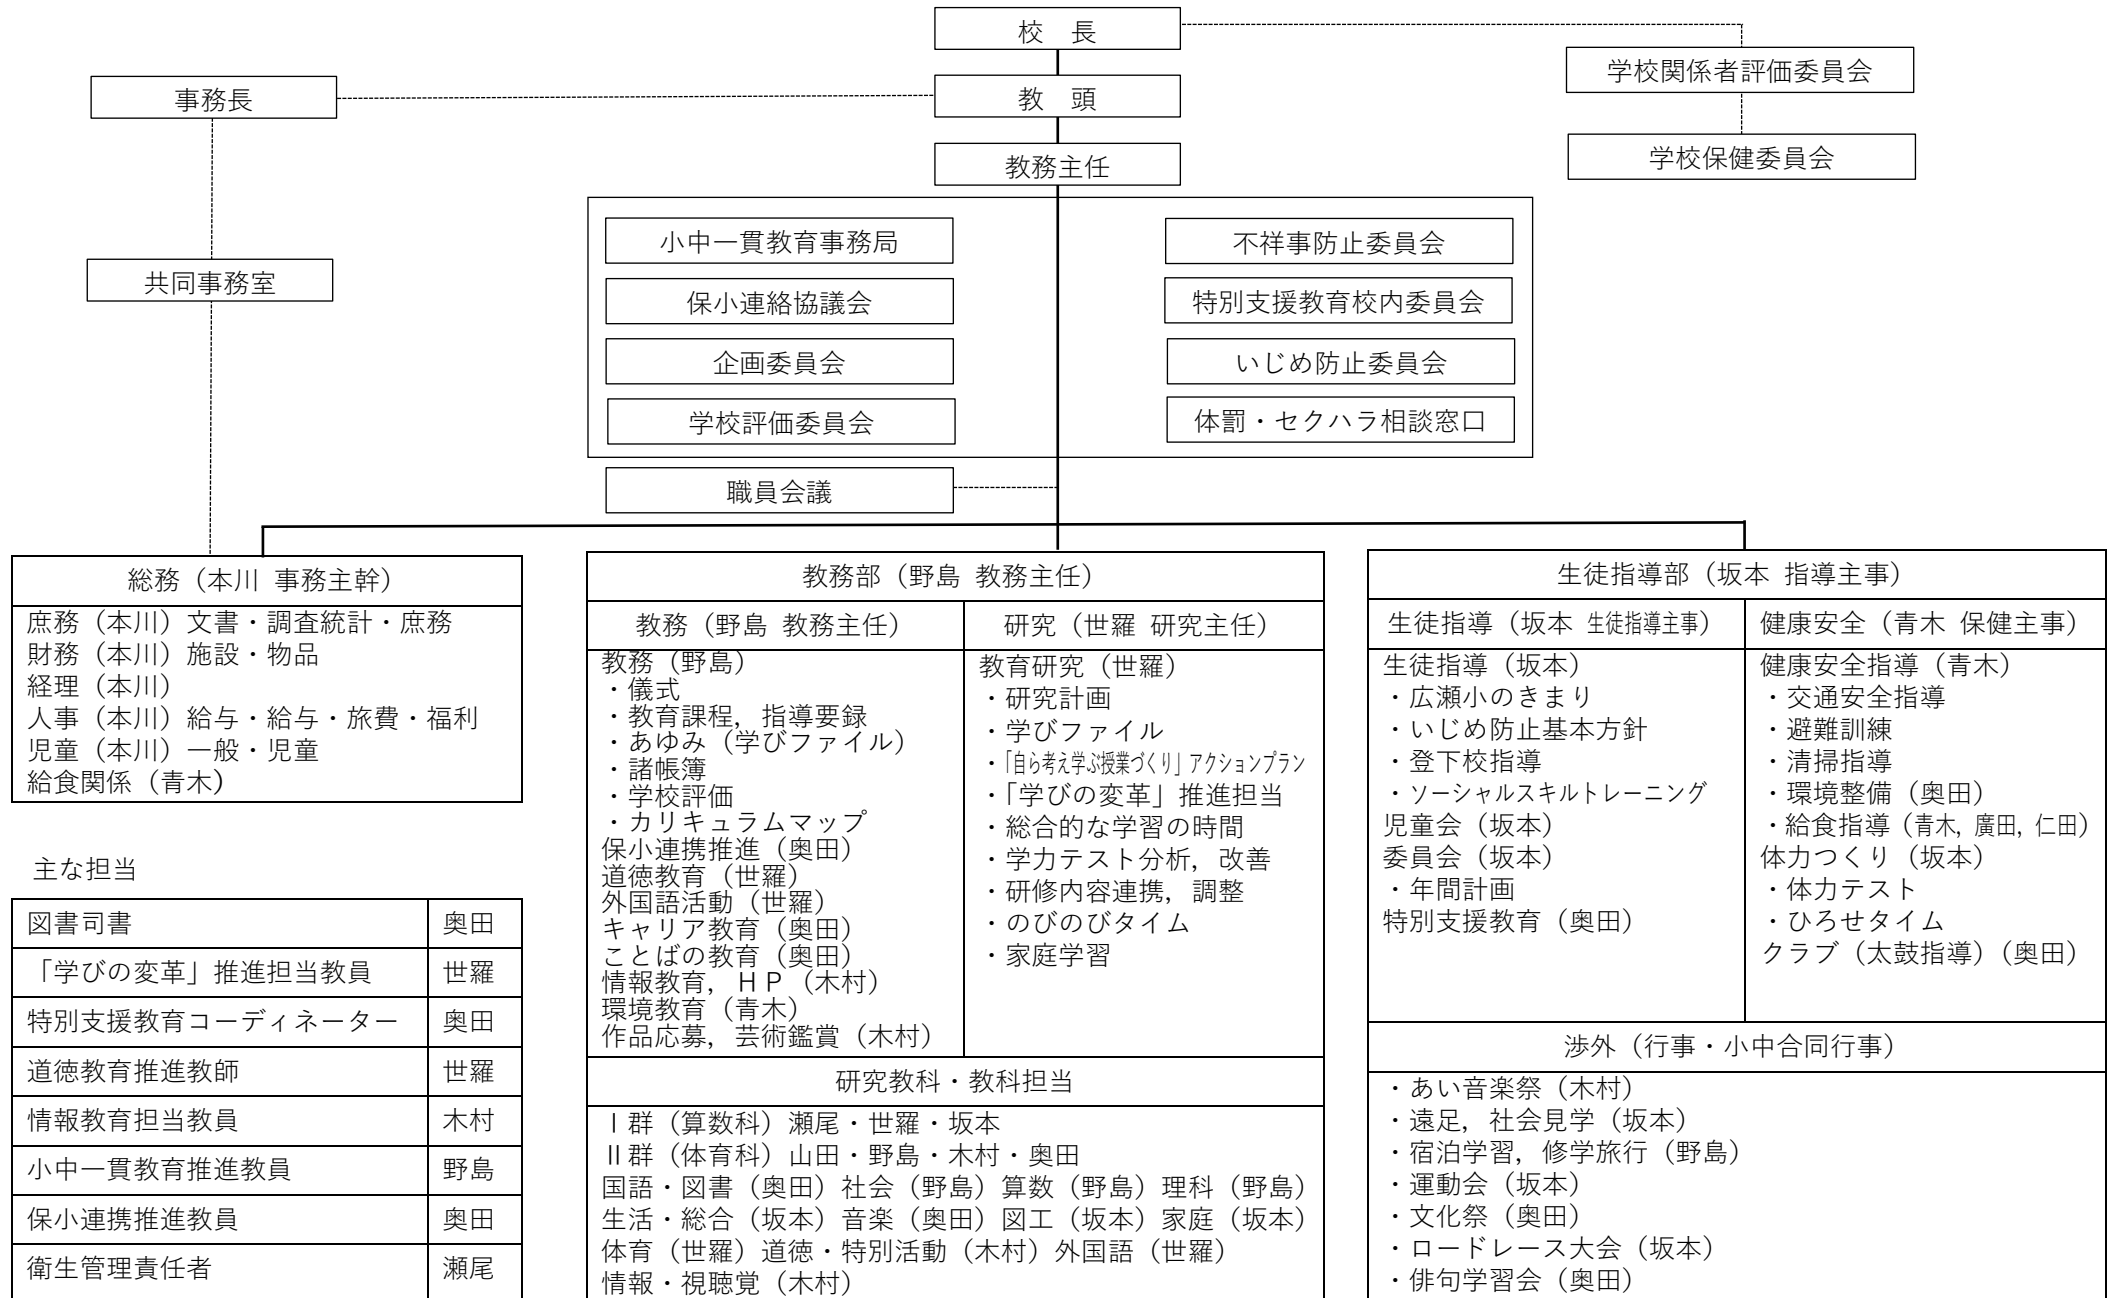 校　長
学校関係者評価委員会
事務長
教　頭
教務主任
学校保健委員会
小中一貫教育事務局
不祥事防止委員会
共同事務室
保小連絡協議会
特別支援教育校内委員会
企画委員会
いじめ防止委員会
学校評価委員会
体罰・セクハラ相談窓口
職員会議
総務（本川 事務主幹）
庶務（本川）文書・調査統計・庶務
財務（本川）施設・物品
経理（本川）
人事（本川）給与・給与・旅費・福利
児童（本川）一般・児童
給食関係（青木）
主な担当
図書司書 奥田
「学びの変革」推進担当教員 世羅
特別支援教育コーディネーター 奥田
道徳教育推進教師 世羅
情報教育担当教員 木村
小中一貫教育推進教員 野島
保小連携推進教員 奥田
衛生管理責任者 瀬尾
教務部（野島 教務主任）
教務（野島 教務主任）
教務（野島）
・儀式
・教育課程，指導要録
・あゆみ（学びファイル）
・諸帳簿
・学校評価
・カリキュラムマップ
保小連携推進（奥田）
道徳教育（世羅）
外国語活動（世羅）
キャリア教育（奥田）
ことばの教育（奥田）
情報教育，ＨＰ（木村）
環境教育（青木）
作品応募，芸術鑑賞（木村）
研究（世羅 研究主任）
教育研究（世羅）
・研究計画
・学びファイル
・「自ら考え学ぶ授業づくり」アクションプラン
・「学びの変革」推進担当
・総合的な学習の時間
・学力テスト分析，改善
・研修内容連携，調整
・のびのびタイム
・家庭学習
研究教科・教科担当
Ⅰ群（算数科）瀬尾・世羅・坂本
Ⅱ群（体育科）山田・野島・木村・奥田
国語・図書（奥田）社会（野島）算数（野島）理科（野島）
生活・総合（坂本）音楽（奥田）図工（坂本）家庭（坂本）
体育（世羅）道徳・特別活動（木村）外国語（世羅）
情報・視聴覚（木村）
生徒指導部（坂本 指導主事）
生徒指導（坂本 生徒指導主事）
生徒指導（坂本）
・広瀬小のきまり
・いじめ防止基本方針
・登下校指導
・ソーシャルスキルトレーニング
児童会（坂本）
委員会（坂本）
・年間計画
特別支援教育（奥田）
健康安全（青木 保健主事）
健康安全指導（青木）
・交通安全指導
・避難訓練
・清掃指導
・環境整備（奥田）
・給食指導（青木，廣田，仁田）
体力つくり（坂本）
・体力テスト
・ひろせタイム
クラブ（太鼓指導）（奥田）
渉外（行事・小中合同行事）
・あい音楽祭（木村）
・遠足，社会見学（坂本）
・宿泊学習，修学旅行（野島）
・運動会（坂本）
・文化祭（奥田）
・ロードレース大会（坂本）
・俳句学習会（奥田）